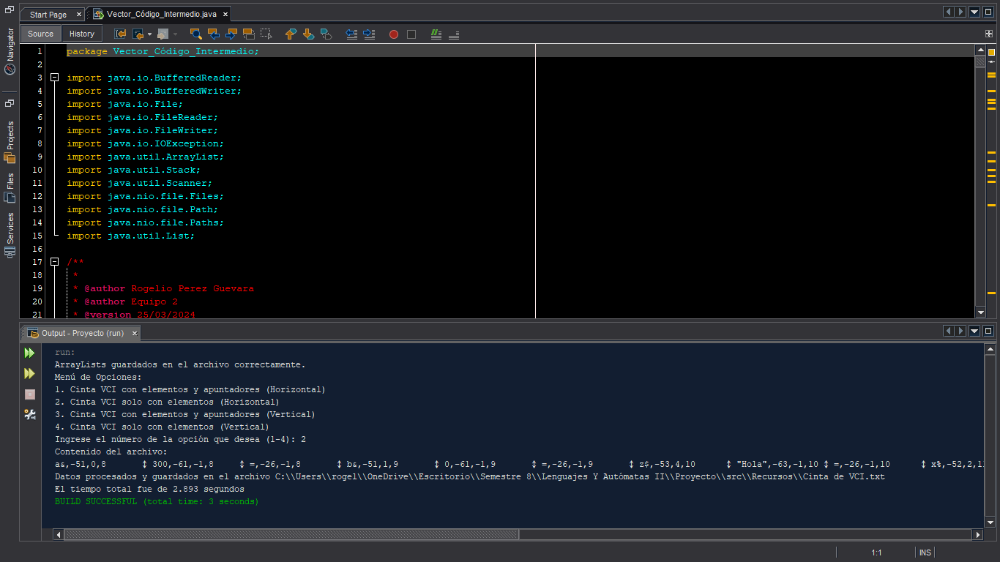 Start Page
Vector_Código_Intermedio.java
Source
History
Navigator
Projects
Files
Services
1 package Vector_Código_Intermedio;
2
3 import java.io.BufferedReader;
4 import java.io.BufferedWriter;
5 import java.io.File;
6 import java.io.FileReader;
7 import java.io.FileWriter;
8 import java.io.IOException;
9 import java.util.ArrayList;
10 import java.util.Stack;
11 import java.util.Scanner;
12 import java.nio.file.Files;
13 import java.nio.file.Path;
14 import java.nio.file.Paths;
15 import java.util.List;
16
17 /**
18 *
19 * @author Rogelio Perez Guevara
20 * @author Equipo 2
21 * @version 25/03/2024
Output - Proyecto (run)
run:
ArrayLists guardados en el archivo correctamente.
Menú de Opciones:
1. Cinta VCI con elementos y apuntadores (Horizontal)
2. Cinta VCI solo con elementos (Horizontal)
3. Cinta VCI con elementos y apuntadores (Vertical)
4. Cinta VCI solo con elementos (Vertical)
Ingrese el número de la opción que desea (1-4): 2
Contenido del archivo:
a&,-51,0,8 ↕ 300,-61,-1,8 ↕ =,-26,-1,8 ↕ b&,-51,1,9 ↕ 0,-61,-1,9 ↕ =,-26,-1,9 ↕ z$,-53,4,10 ↕ "Hola",-63,-1,10 ↕ =,-26,-1,10 ↕ x%,-52,2,1
Datos procesados y guardados en el archivo C:\\Users\\rogel\\OneDrive\\Escritorio\\Semestre 8\\Lenguajes Y Autómatas II\\Proyecto\\src\\Recursos\\Cinta de VCI.txt
El tiempo total fue de 2.893 segundos
BUILD SUCCESSFUL (total time: 3 seconds)
1:1
INS